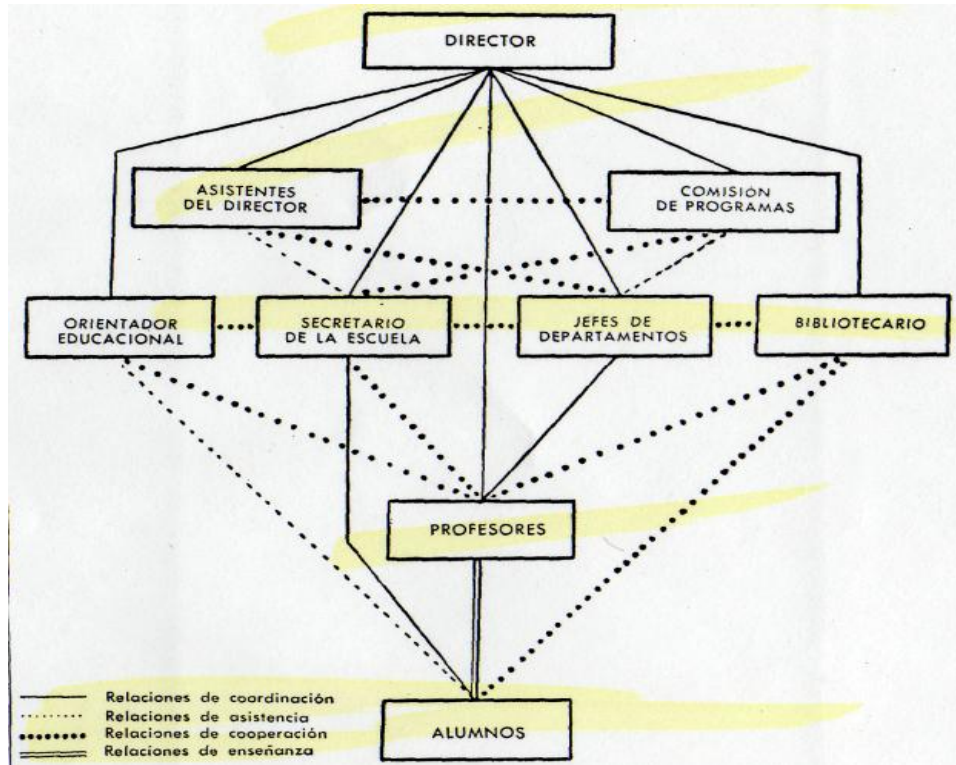 DIRECTOR
ASISTENTES
DEL DIRECTOR
COMISIÓN
DE PROGRAMAS
ORIENTADOR
EDUCACIONAL
SECRETARIO
DE LA ESCUELA
JEFES DE
DEPARTAMENTOS
BIBLIOTECARIO
PROFESORES
ALUMNOS
Relaciones de coordinación
Relaciones de asistencia
Relaciones de cooperación
Relaciones de enseñanza